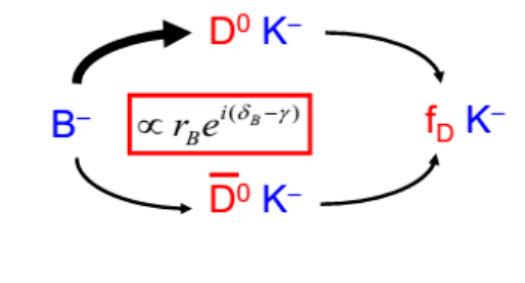 D⁰ K⁻
B⁻ ∝ r_B e^{i(δ_B−γ)} f_D K⁻
D̅⁰ K⁻